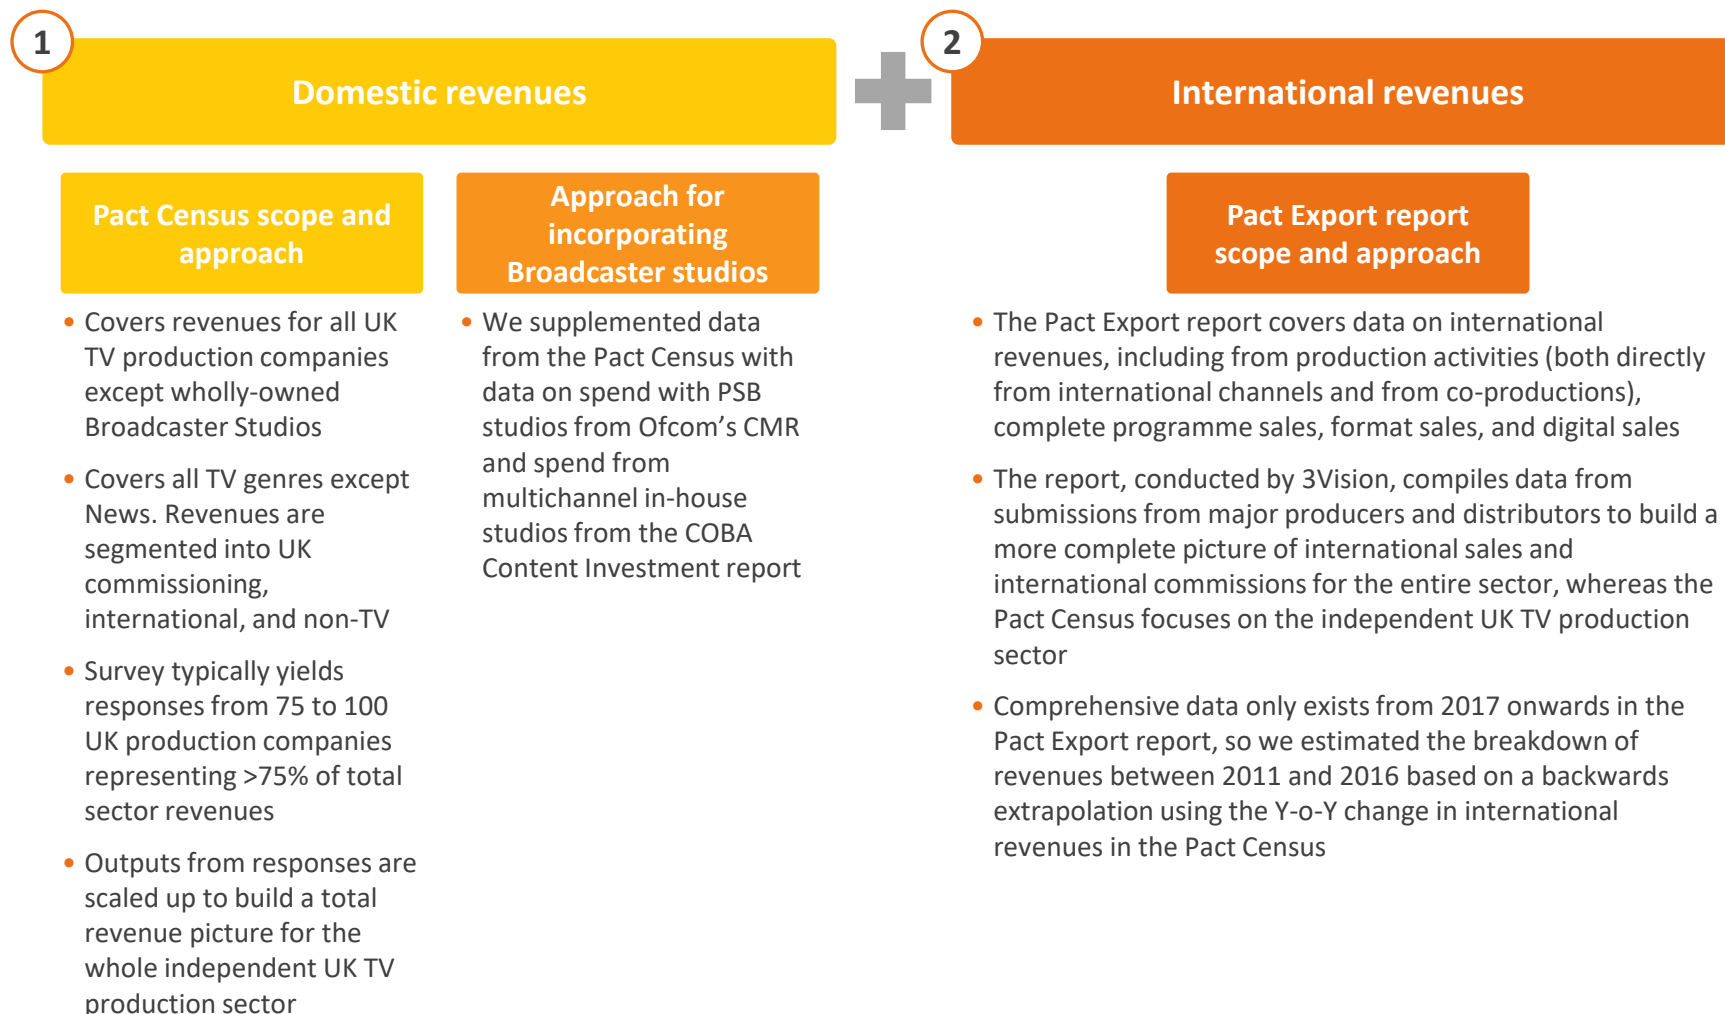 1
Domestic revenues
2
International revenues
Pact Census scope and
approach
• Covers revenues for all UK
TV production companies
except wholly-owned
Broadcaster Studios
• Covers all TV genres except
News. Revenues are
segmented into UK
commissioning,
international, and non-TV
• Survey typically yields
responses from 75 to 100
UK production companies
representing >75% of total
sector revenues
• Outputs from responses are
scaled up to build a total
revenue picture for the
whole independent UK TV
production sector
Approach for
incorporating
Broadcaster studios
• We supplemented data
from the Pact Census with
data on spend with PSB
studios from Ofcom’s CMR
and spend from
multichannel in-house
studios from the COBA
Content Investment report
Pact Export report
scope and approach
• The Pact Export report covers data on international
revenues, including from production activities (both directly
from international channels and from co-productions),
complete programme sales, format sales, and digital sales
• The report, conducted by 3Vision, compiles data from
submissions from major producers and distributors to build a
more complete picture of international sales and
international commissions for the entire sector, whereas the
Pact Census focuses on the independent UK TV production
sector
• Comprehensive data only exists from 2017 onwards in the
Pact Export report, so we estimated the breakdown of
revenues between 2011 and 2016 based on a backwards
extrapolation using the Y-o-Y change in international
revenues in the Pact Census